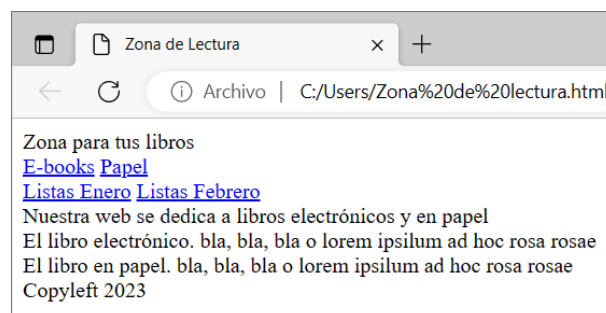 Zona de Lectura
Archivo | C:/Users/Zona%20de%20lectura.html
Zona para tus libros
E-books Papel
Listas Enero Listas Febrero
Nuestra web se dedica a libros electrónicos y en papel
El libro electrónico. bla, bla, bla o lorem ipsilum ad hoc rosa rosae
El libro en papel. bla, bla, bla o lorem ipsilum ad hoc rosa rosae
Copyleft 2023